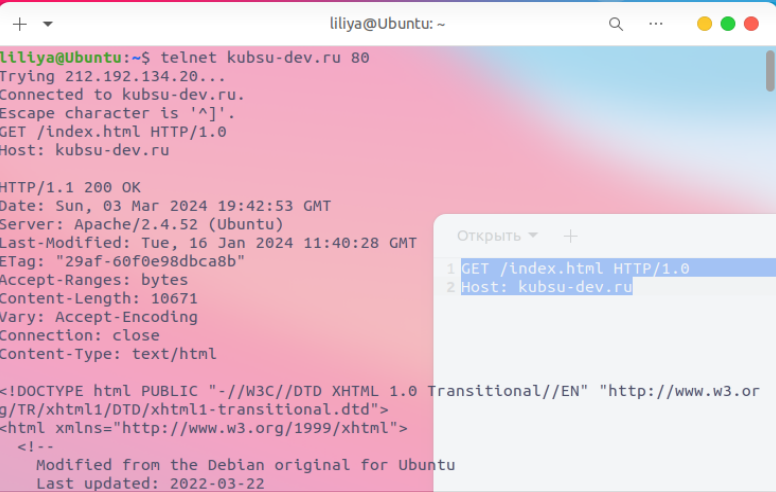 liliya@Ubuntu: ~
liliya@Ubuntu:~$ telnet kubsu-dev.ru 80
Trying 212.192.134.20...
Connected to kubsu-dev.ru.
Escape character is '^]'.
GET /index.html HTTP/1.0
Host: kubsu-dev.ru

HTTP/1.1 200 OK
Date: Sun, 03 Mar 2024 19:42:53 GMT
Server: Apache/2.4.52 (Ubuntu)
Last-Modified: Tue, 16 Jan 2024 11:40:28 GMT
ETag: "29af-60f0e98dbca8b"
Accept-Ranges: bytes
Content-Length: 10671
Vary: Accept-Encoding
Connection: close
Content-Type: text/html

<!DOCTYPE html PUBLIC "-//W3C//DTD XHTML 1.0 Transitional//EN" "http://www.w3.or
g/TR/xhtml1/DTD/xhtml1-transitional.dtd">
<html xmlns="http://www.w3.org/1999/xhtml">
  <!--
    Modified from the Debian original for Ubuntu
    Last updated: 2022-03-22
Открыть
1 GET /index.html HTTP/1.0
2 Host: kubsu-dev.ru